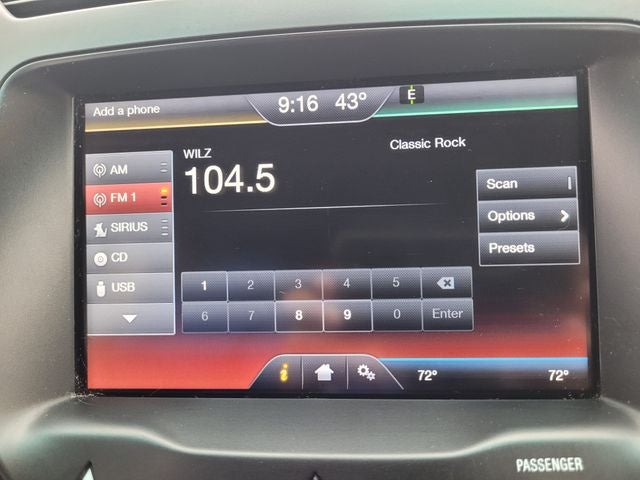 Add a phone
9:16 43°
E
WILZ
Classic Rock
104.5
AM
FM 1
SIRIUS
CD
USB
Scan
Options
Presets
1 2 3 4 5
6 7 8 9 0 Enter
i
72° 72°
PASSENGER